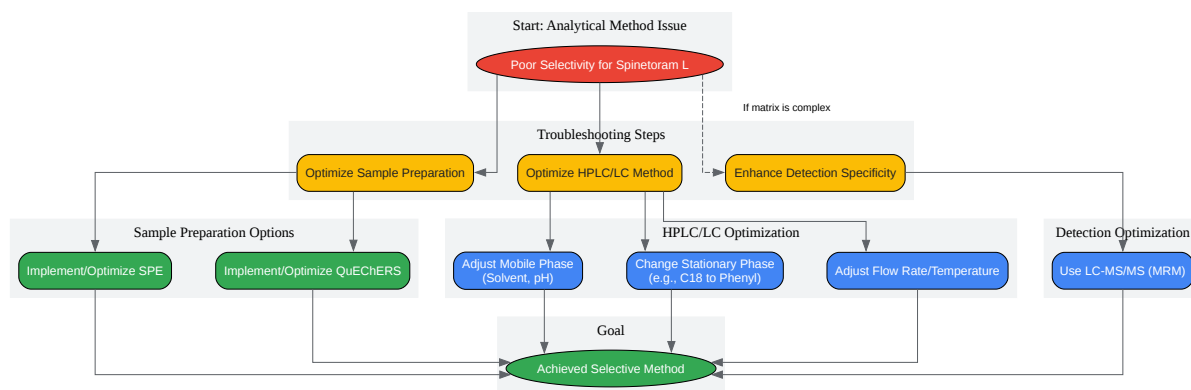 Start: Analytical Method Issue
Poor Selectivity for Spinetoram L
If matrix is complex
Troubleshooting Steps
Optimize Sample Preparation
Optimize HPLC/LC Method
Enhance Detection Specificity
Sample Preparation Options
HPLC/LC Optimization
Detection Optimization
Implement/Optimize SPE
Implement/Optimize QuEChERS
Adjust Mobile Phase
(Solvent, pH)
Change Stationary Phase
(e.g., C18 to Phenyl)
Adjust Flow Rate/Temperature
Use LC-MS/MS (MRM)
Goal
Achieved Selective Method